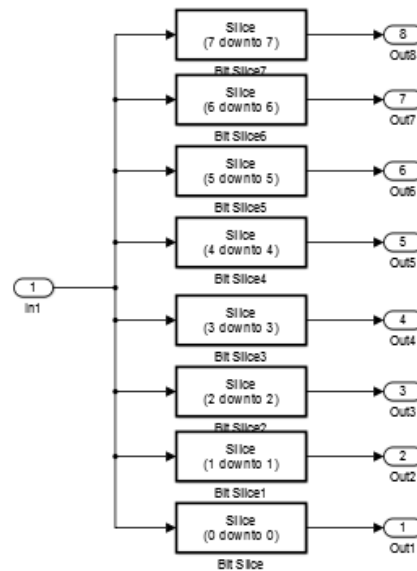 Slice
(7 downto 7)
8
Bit Slice7
Out8
Slice
(6 downto 6)
7
Bit Slice6
Out7
Slice
(5 downto 5)
6
Bit Slice5
Out6
Slice
(4 downto 4)
5
Bit Slice4
Out5
1
In1
Slice
(3 downto 3)
4
Bit Slice3
Out4
Slice
(2 downto 2)
3
Bit Slice2
Out3
Slice
(1 downto 1)
2
Bit Slice1
Out2
Slice
(0 downto 0)
1
Bit Slice
Out1